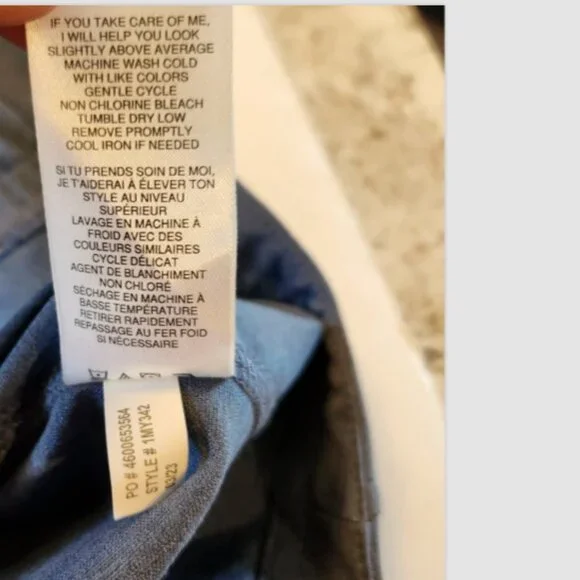 IF YOU TAKE CARE OF ME,
I WILL HELP YOU LOOK
SLIGHTLY ABOVE AVERAGE
MACHINE WASH COLD
WITH LIKE COLORS
GENTLE CYCLE
NON CHLORINE BLEACH
TUMBLE DRY LOW
REMOVE PROMPTLY
COOL IRON IF NEEDED
SI TU PRENDS SOIN DE MOI,
JE T'AIDERAI À ÉLEVER TON
STYLE AU NIVEAU
SUPÉRIEUR
LAVAGE EN MACHINE À
FROID AVEC DES
COULEURS SIMILAIRES
CYCLE DÉLICAT
AGENT DE BLANCHIMENT
NON CHLORÉ
SÉCHAGE EN MACHINE À
BASSE TEMPÉRATURE
RETIRER RAPIDEMENT
REPASSAGE AU FER FOID
SI NÉCESSAIRE
PO # 4600653564
STYLE # 1MY342